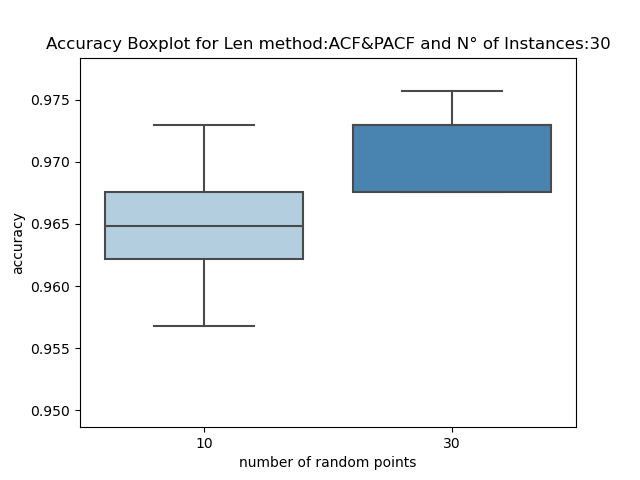 Accuracy Boxplot for Len method:ACF&PACF and N° of Instances:30
0.975
0.970
0.965
0.960
0.955
0.950
accuracy
10
30
number of random points